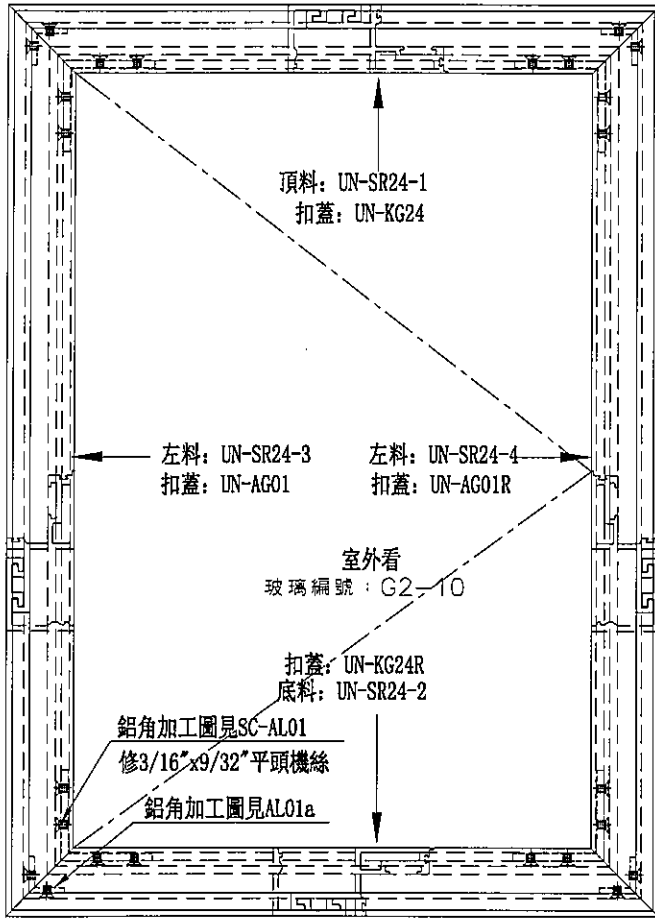 頂料: UN-SR24-1
扣蓋: UN-KG24
左料: UN-SR24-3
扣蓋: UN-AG01
左料: UN-SR24-4
扣蓋: UN-AG01R
室外看
玻璃編號：G2-10
扣蓋: UN-KG24R
底料: UN-SR24-2
鋁角加工圖見SC-AL01
修3/16"x9/32"平頭機絲
鋁角加工圖見AL01a